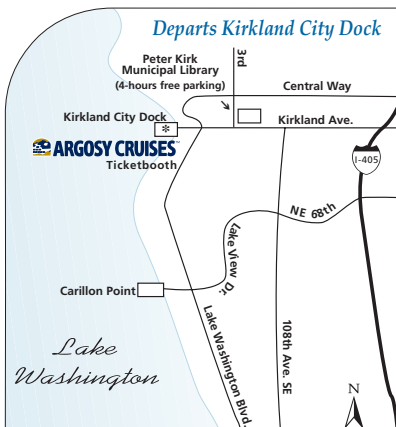 Departs Kirkland City Dock
Peter Kirk
Municipal Library
(4-hours free parking)
3rd
Central Way
Kirkland City Dock
*
Kirkland Ave.
ARGOSY CRUISES
Ticketbooth
I-405
NE 68th
Lake View Dr.
Carillon Point
Lake Washington Blvd.
108th Ave. SE
Lake
Washington
N